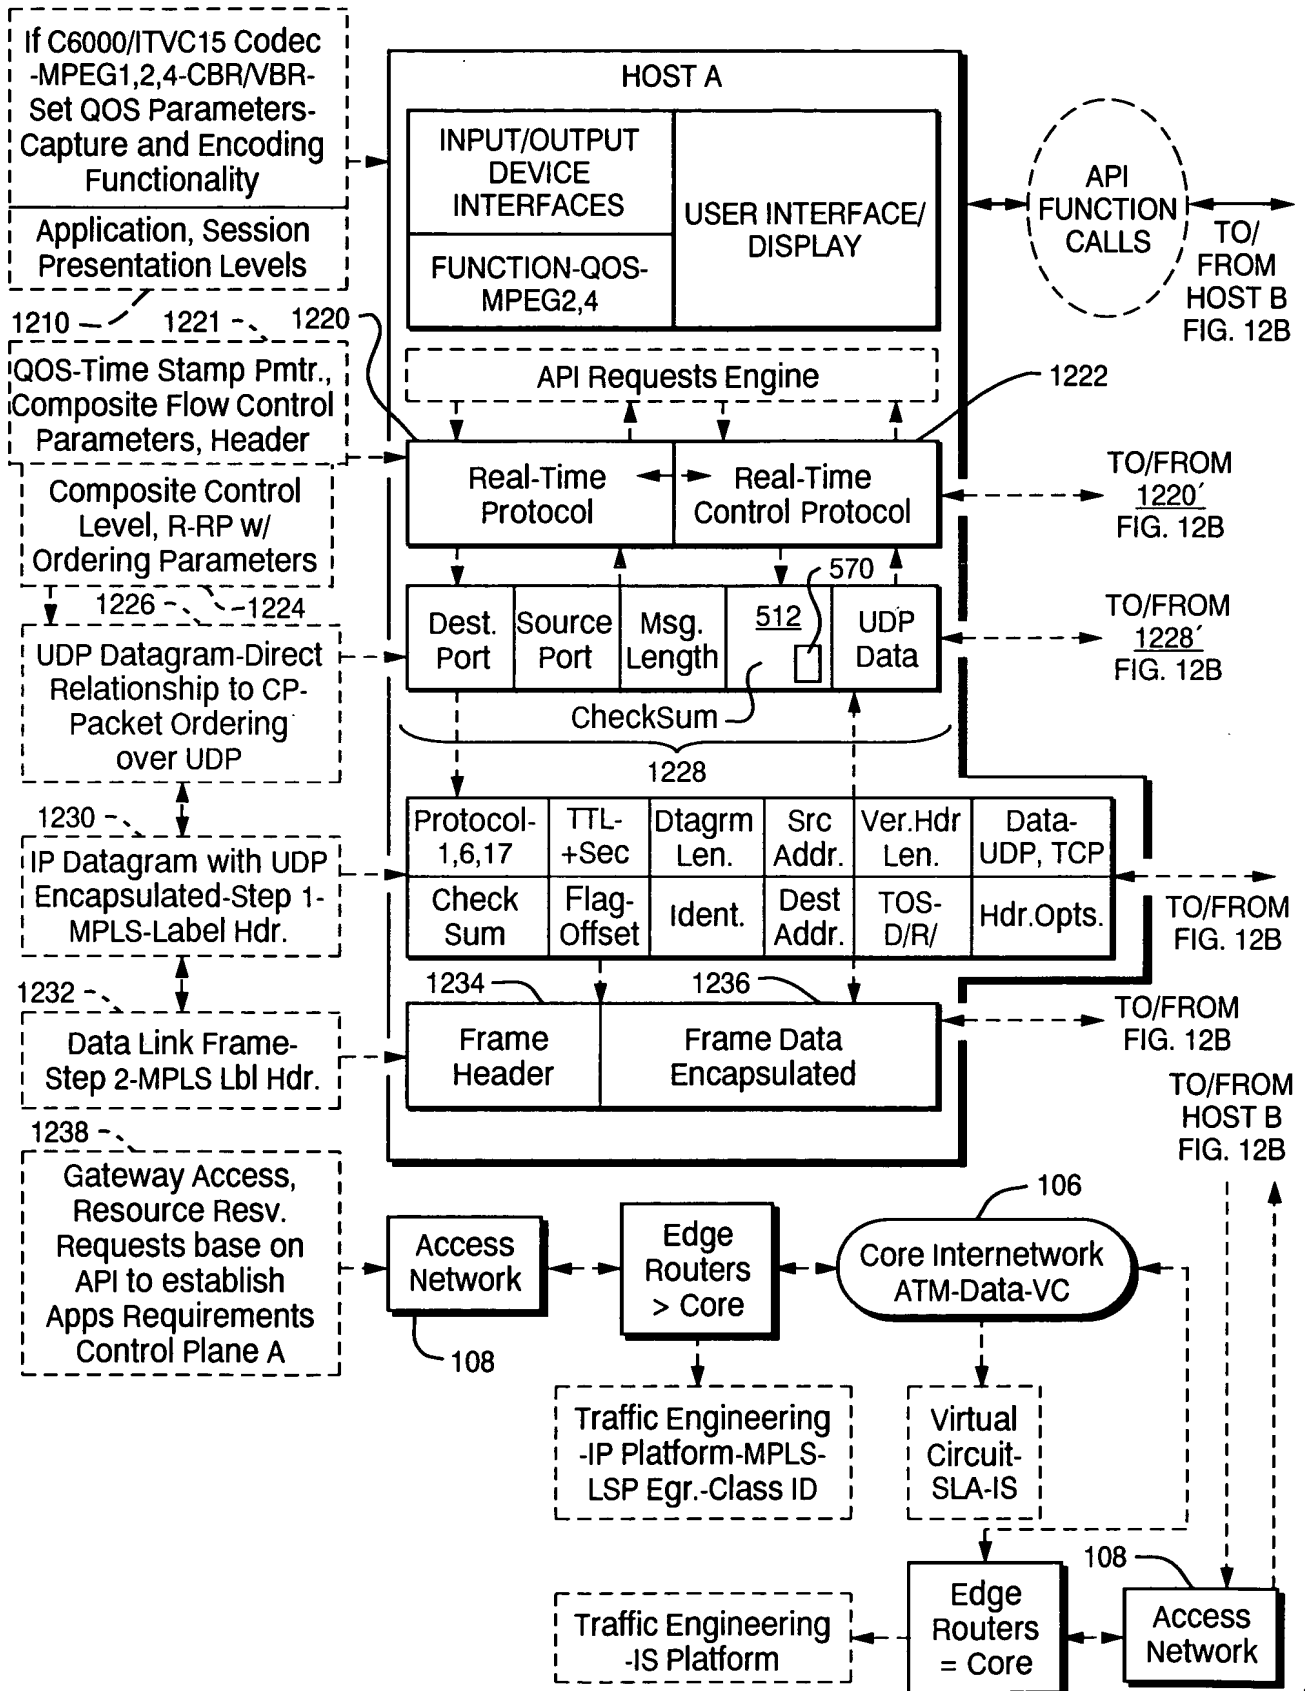 If C6000/ITVC15 Codec
-MPEG1,2,4-CBR/VBR-
Set QOS Parameters-
Capture and Encoding
Functionality
Application, Session
Presentation Levels
1210
HOST A
INPUT/OUTPUT
DEVICE
INTERFACES
FUNCTION-QOS-
MPEG2,4
USER INTERFACE/
DISPLAY
API
FUNCTION
CALLS
TO/
FROM
HOST B
FIG. 12B
1221
1220
QOS-Time Stamp Pmtr.,
Composite Flow Control
Parameters, Header
API Requests Engine
1222
Real-Time
Protocol
Real-Time
Control Protocol
TO/FROM
1220′
FIG. 12B
Composite Control
Level, R-RP w/
Ordering Parameters
1226
1224
570
Dest.
Port
Source
Port
Msg.
Length
512
UDP
Data
TO/FROM
1228′
FIG. 12B
UDP Datagram-Direct
Relationship to CP-
Packet Ordering
over UDP
CheckSum
1228
1230
IP Datagram with UDP
Encapsulated-Step 1-
MPLS-Label Hdr.
Protocol-
1,6,17
TTL-
+Sec
Dtagrm
Len.
Src
Addr.
Ver.Hdr
Len.
Data-
UDP, TCP
Check
Sum
Flag-
Offset
Ident.
Dest
Addr.
TOS-
D/R/
Hdr.Opts.
TO/FROM
FIG. 12B
1232
1234
1236
Data Link Frame-
Step 2-MPLS Lbl Hdr.
Frame
Header
Frame Data
Encapsulated
TO/FROM
FIG. 12B
TO/FROM
HOST B
FIG. 12B
1238
Gateway Access,
Resource Resv.
Requests base on
API to establish
Apps Requirements
Control Plane A
Access
Network
108
Edge
Routers
> Core
106
Core Internetwork
ATM-Data-VC
Traffic Engineering
-IP Platform-MPLS-
LSP Egr.-Class ID
Virtual
Circuit-
SLA-IS
108
Traffic Engineering
-IS Platform
Edge
Routers
= Core
Access
Network